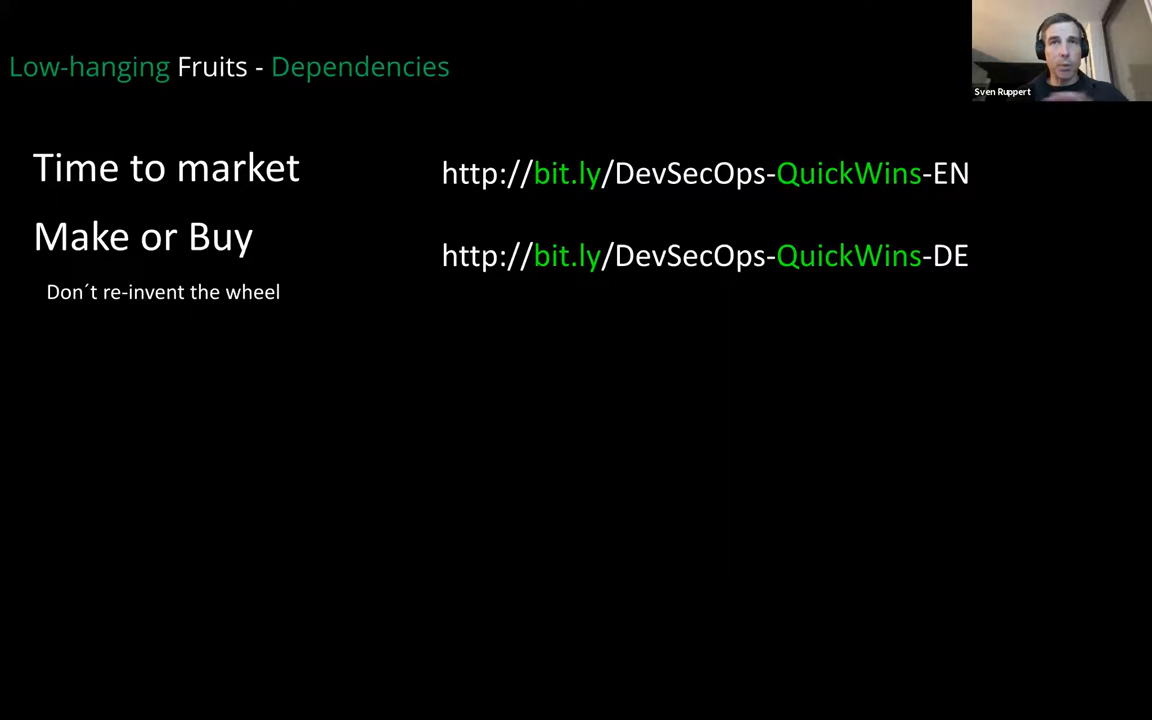 Sven Ruppert
Low-hanging Fruits - Dependencies
Time to market
Make or Buy
Don´t re-invent the wheel
http://bit.ly/DevSecOps-QuickWins-EN
http://bit.ly/DevSecOps-QuickWins-DE